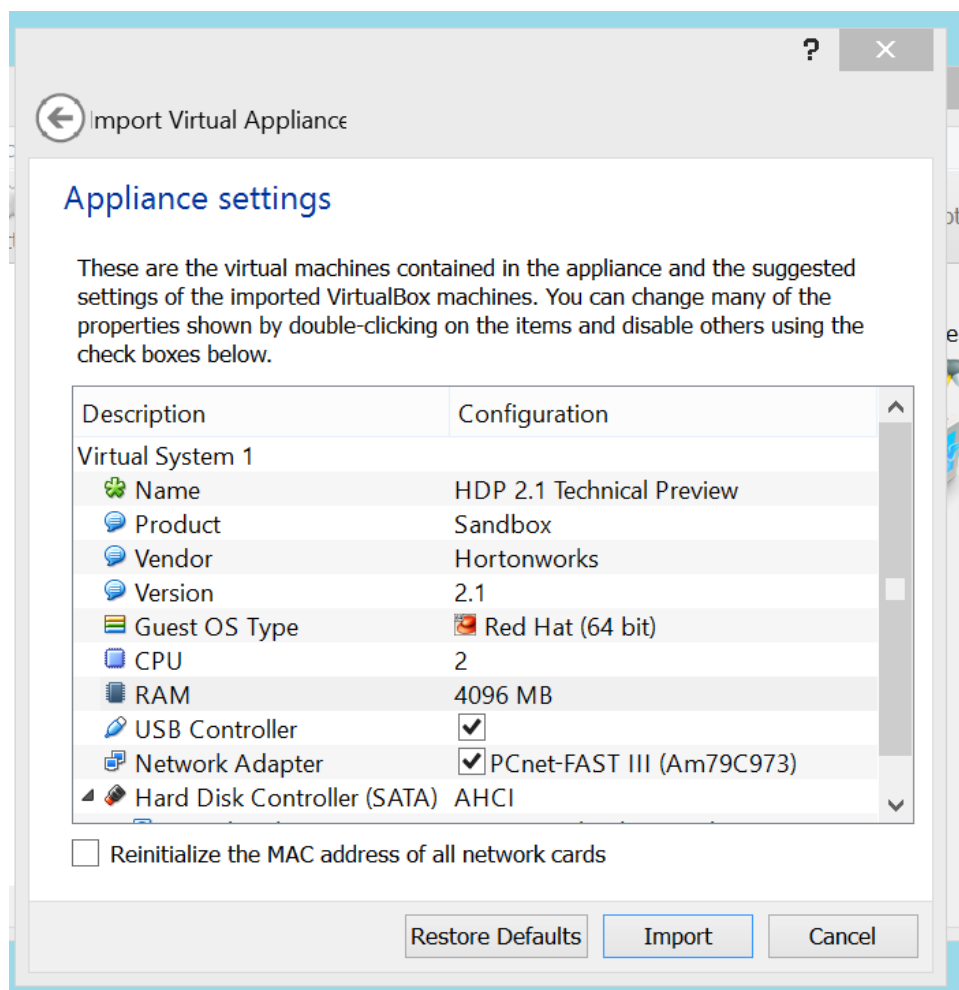 ?
Import Virtual Appliance
Appliance settings
These are the virtual machines contained in the appliance and the suggested
settings of the imported VirtualBox machines. You can change many of the
properties shown by double-clicking on the items and disable others using the
check boxes below.
Description Configuration
Virtual System 1
Name HDP 2.1 Technical Preview
Product Sandbox
Vendor Hortonworks
Version 2.1
Guest OS Type Red Hat (64 bit)
CPU 2
RAM 4096 MB
USB Controller
Network Adapter PCnet-FAST III (Am79C973)
Hard Disk Controller (SATA) AHCI
Reinitialize the MAC address of all network cards
Restore Defaults Import Cancel